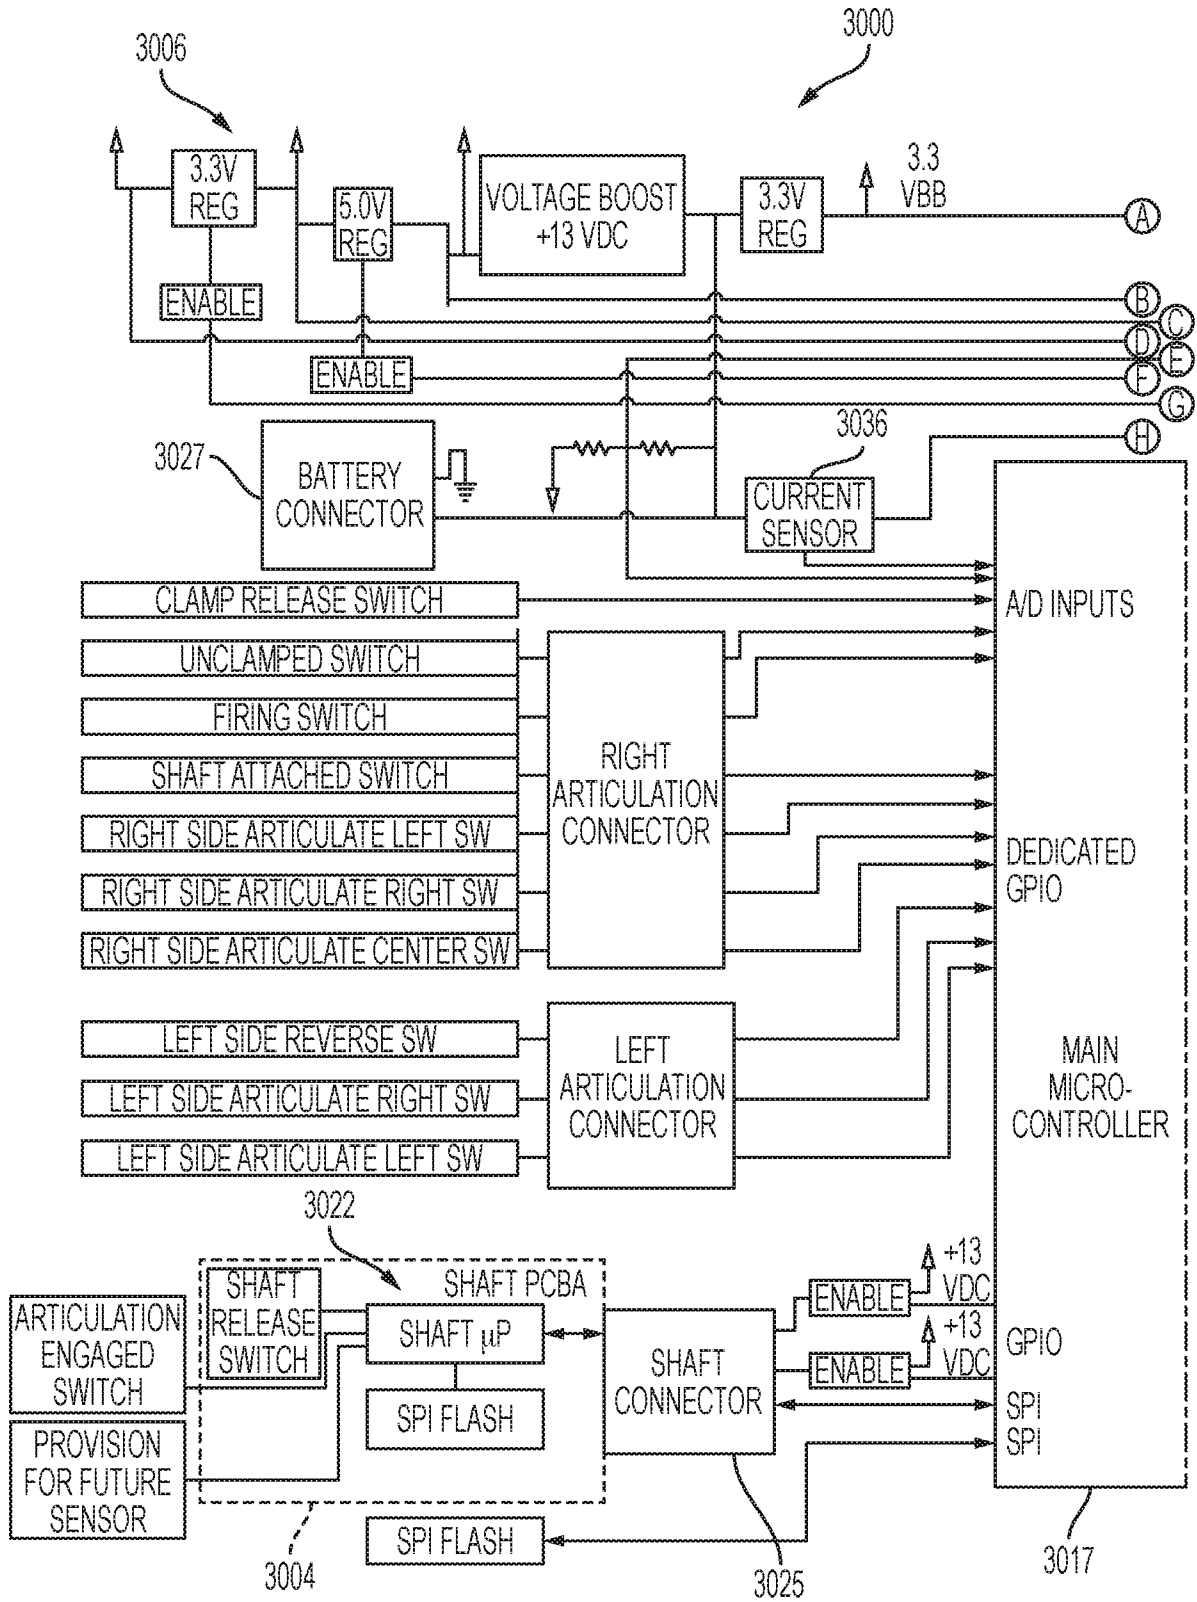 3006
3000
3.3V
REG
5.0V
REG
VOLTAGE BOOST
+13 VDC
3.3V
REG
3.3
VBB
A
ENABLE
B
C
D
E
ENABLE
F
G
3036
H
3027
BATTERY
CONNECTOR
CURRENT
SENSOR
CLAMP RELEASE SWITCH
A/D INPUTS
UNCLAMPED SWITCH
FIRING SWITCH
SHAFT ATTACHED SWITCH
RIGHT SIDE ARTICULATE LEFT SW
RIGHT SIDE ARTICULATE RIGHT SW
RIGHT SIDE ARTICULATE CENTER SW
RIGHT
ARTICULATION
CONNECTOR
DEDICATED
GPIO
LEFT SIDE REVERSE SW
LEFT SIDE ARTICULATE RIGHT SW
LEFT SIDE ARTICULATE LEFT SW
LEFT
ARTICULATION
CONNECTOR
MAIN
MICRO-
CONTROLLER
3022
SHAFT PCBA
SHAFT
RELEASE
SWITCH
ARTICULATION
ENGAGED
SWITCH
SHAFT µP
SPI FLASH
PROVISION
FOR FUTURE
SENSOR
SHAFT
CONNECTOR
ENABLE
+13
VDC
ENABLE
+13
VDC
GPIO
SPI
SPI
SPI FLASH
3004
3025
3017